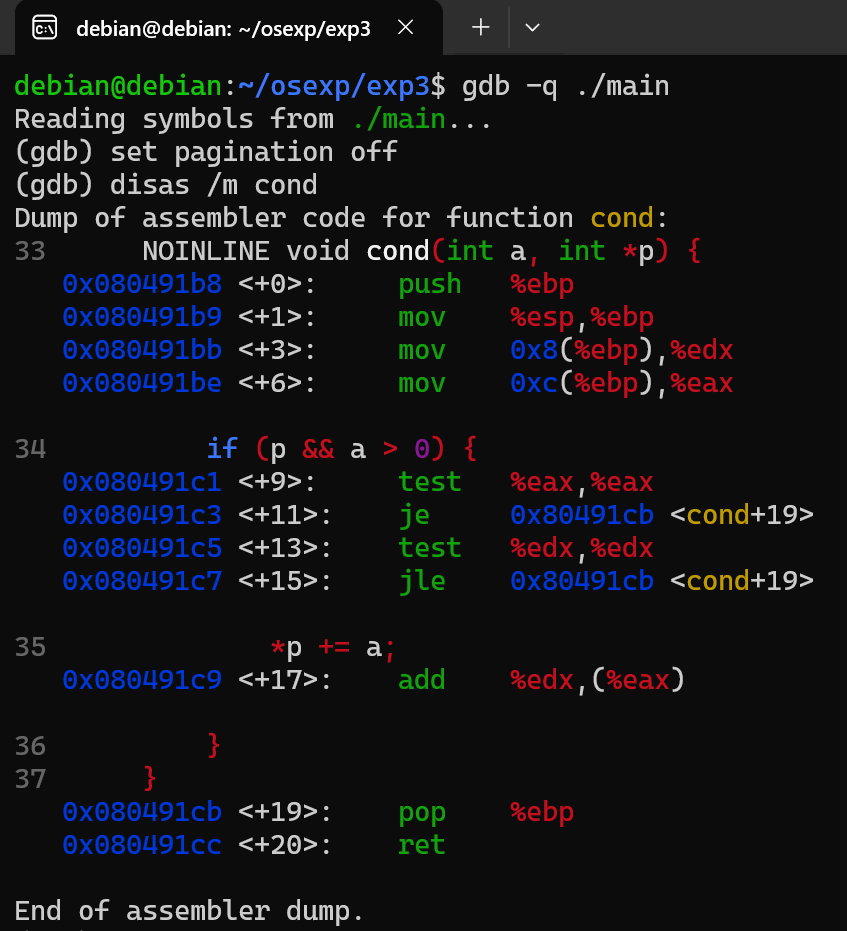 debian@debian: ~/osexp/exp3
debian@debian:~/osexp/exp3$ gdb -q ./main
Reading symbols from ./main...
(gdb) set pagination off
(gdb) disas /m cond
Dump of assembler code for function cond:
33      NOINLINE void cond(int a, int *p) {
   0x080491b8 <+0>:     push   %ebp
   0x080491b9 <+1>:     mov    %esp,%ebp
   0x080491bb <+3>:     mov    0x8(%ebp),%edx
   0x080491be <+6>:     mov    0xc(%ebp),%eax
34          if (p && a > 0) {
   0x080491c1 <+9>:     test   %eax,%eax
   0x080491c3 <+11>:    je     0x80491cb <cond+19>
   0x080491c5 <+13>:    test   %edx,%edx
   0x080491c7 <+15>:    jle    0x80491cb <cond+19>
35              *p += a;
   0x080491c9 <+17>:    add    %edx,(%eax)
36          }
37      }
   0x080491cb <+19>:    pop    %ebp
   0x080491cc <+20>:    ret
End of assembler dump.